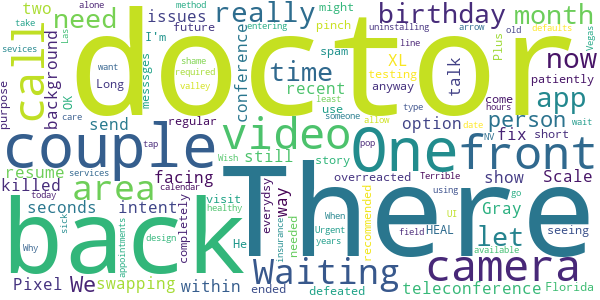 take
two
need
issues
really
birthday
month
purpose
call
background
I'm
future
method
alone
entering
Las
might
pinch
uninstalling
defaults
arrow
old
Vegas
doctor
OK
want
Long
messsges
shame
required
valley
conference
spam
time
recent
XL
testing
anyway
line
talk
Plus
patiently
now
app
sevices
care
send
regular
use
person
come
hours
type
wait
couple
video
still
story
option
fix
short
someone
least
allow
date
One
front
resume
tap
services
facing
killed
area
seconds
today
intent
calendar
sick
visit
healthy
completely
everydsy
way
Wish
needed
pop
overreacted
show
Terrible
Scale
When
using
Nv
go
seeing
There
back
Why
appointments
design
He
insurance
Urgent
years
recommended
field
HEAL
UI
Gray
let
available
Waiting
camera
Pixel
We
swapping
within
ended
defeated
teleconference
Florida